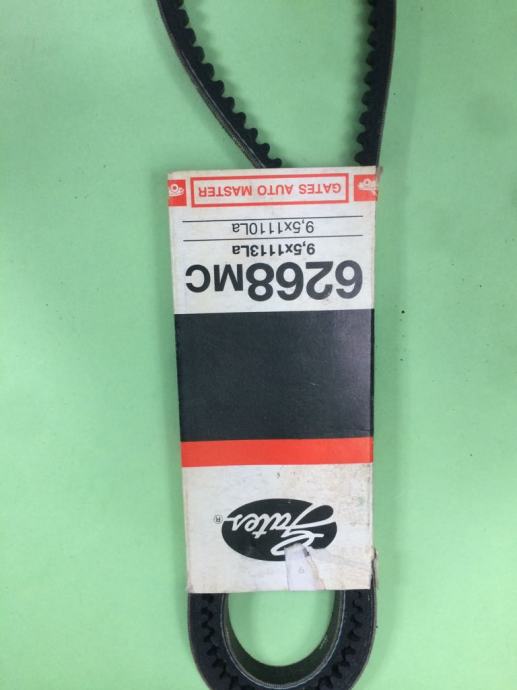 Gates®
6268MC
9,5x1113La
9,5x1110La
GATES AUTO MASTER